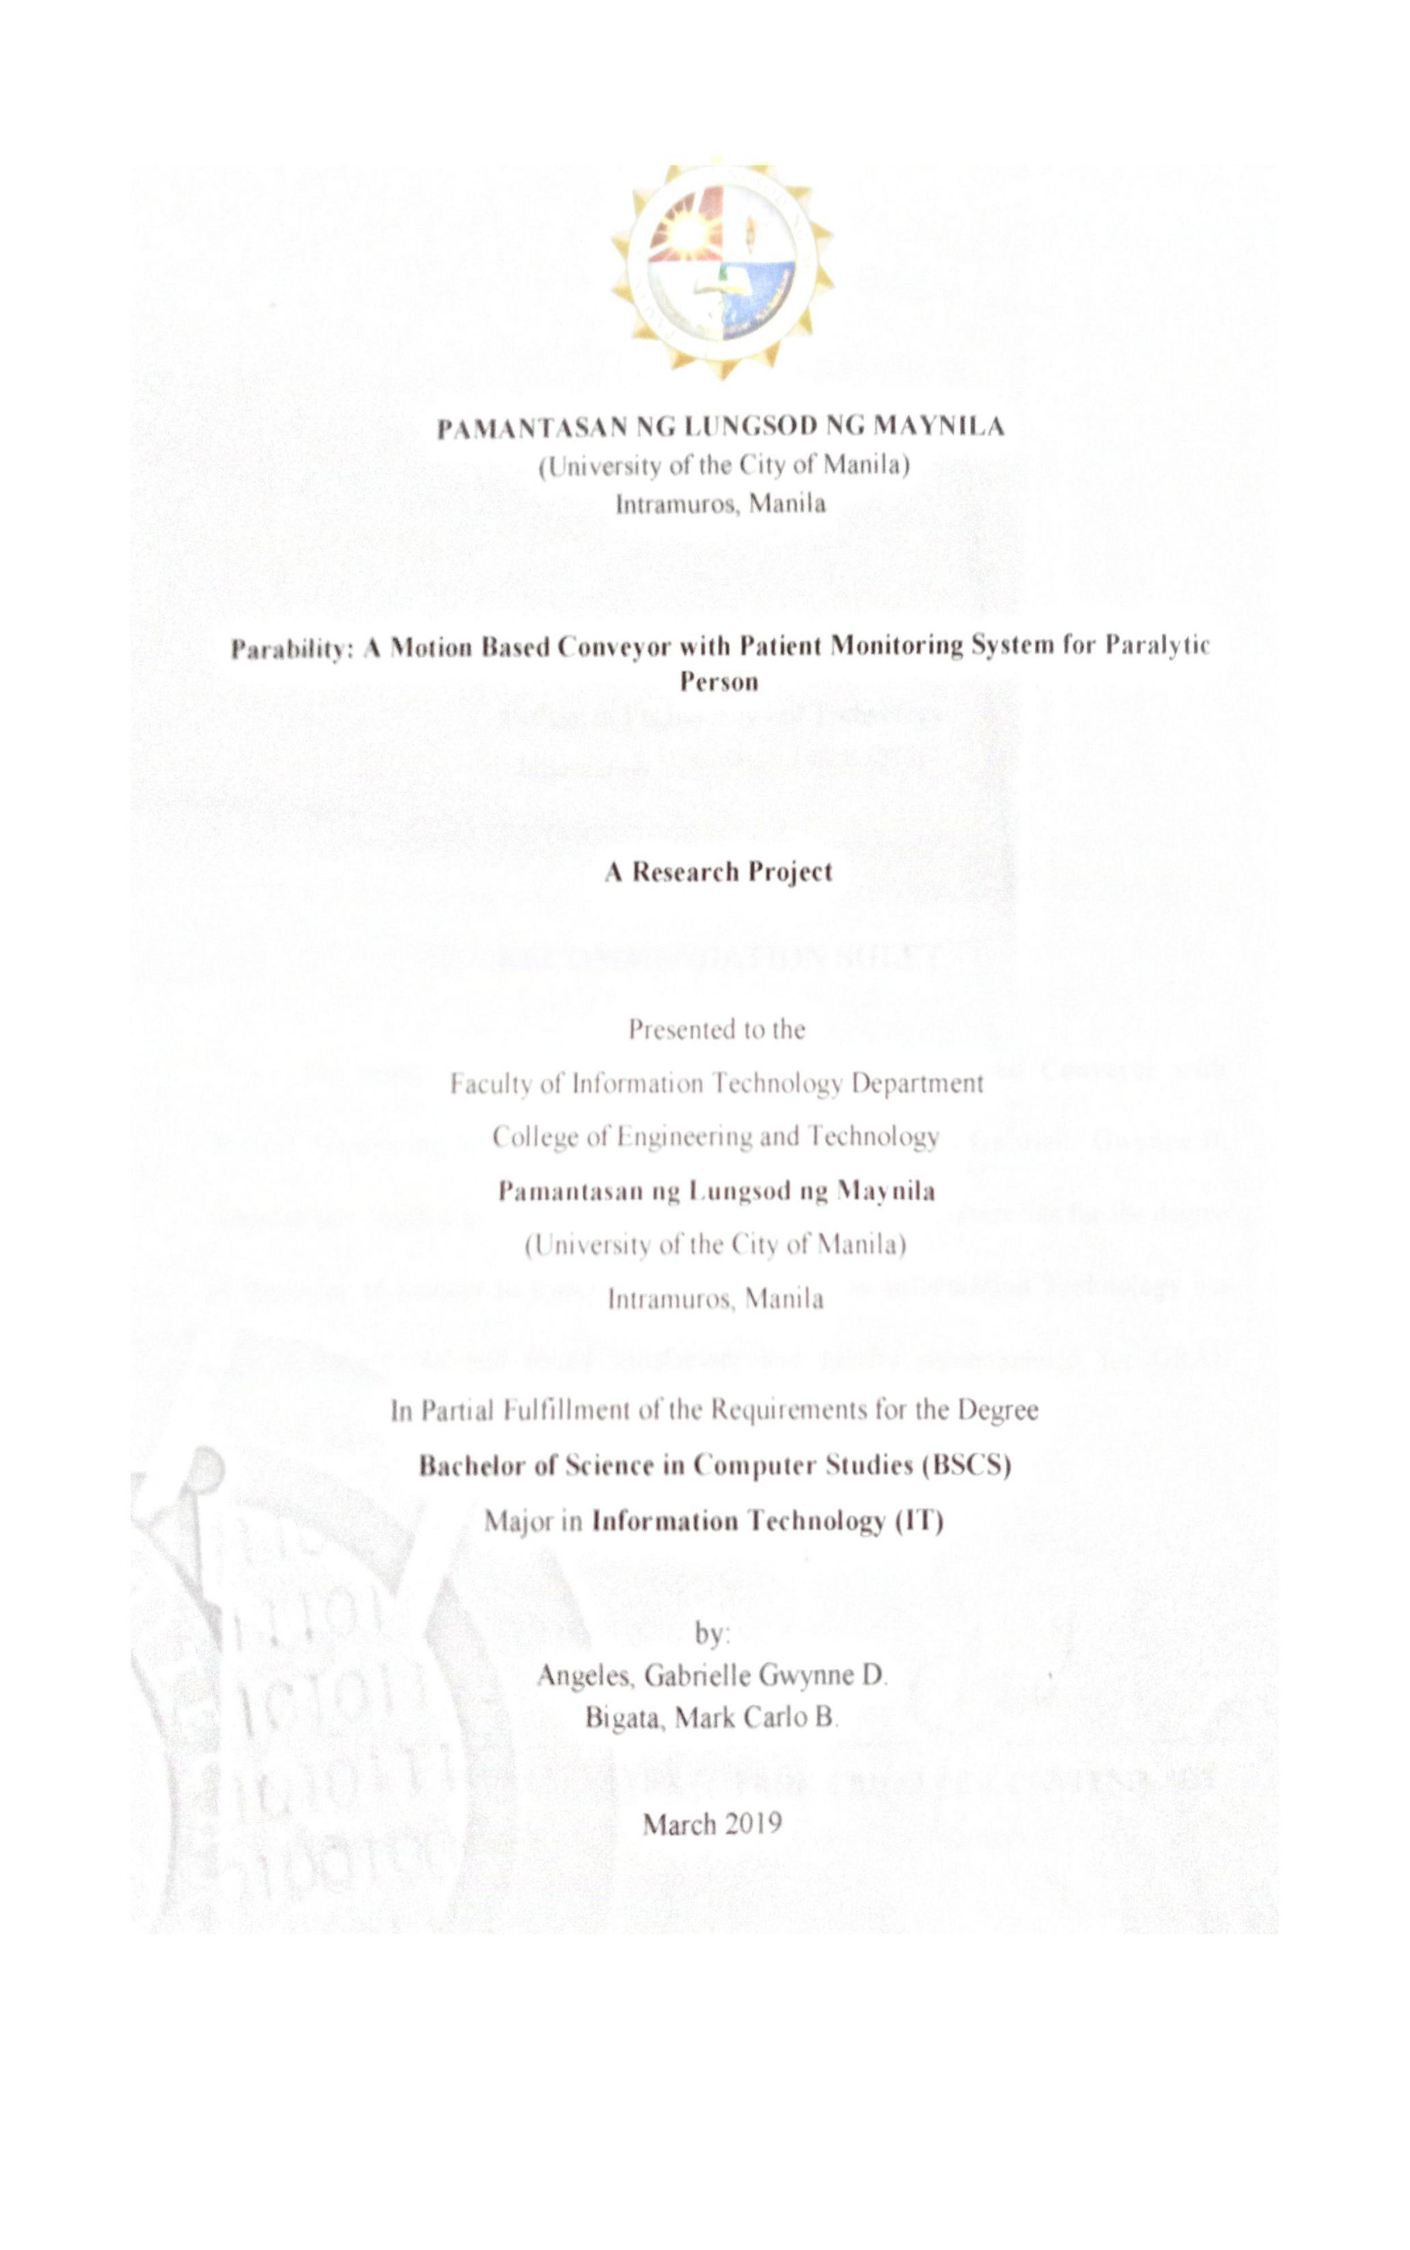 PAMANTASAN NG LUNGSOD NG MAYNILA
(University of the City of Manila)
Intramuros, Manila
Parability: A Motion Based Conveyor with Patient Monitoring System for Paralytic
Person
A Research Project
Presented to the
Faculty of Information Technology Department
College of Engineering and Technology
Pamantasan ng Lungsod ng Maynila
(University of the City of Manila)
Intramuros, Manila
In Partial Fulfillment of the Requirements for the Degree
Bachelor of Science in Computer Studies (BSCS)
Major in Information Technology (IT)
by:
Angeles, Gabrielle Gwynne D.
Bigata, Mark Carlo B.
March 2019